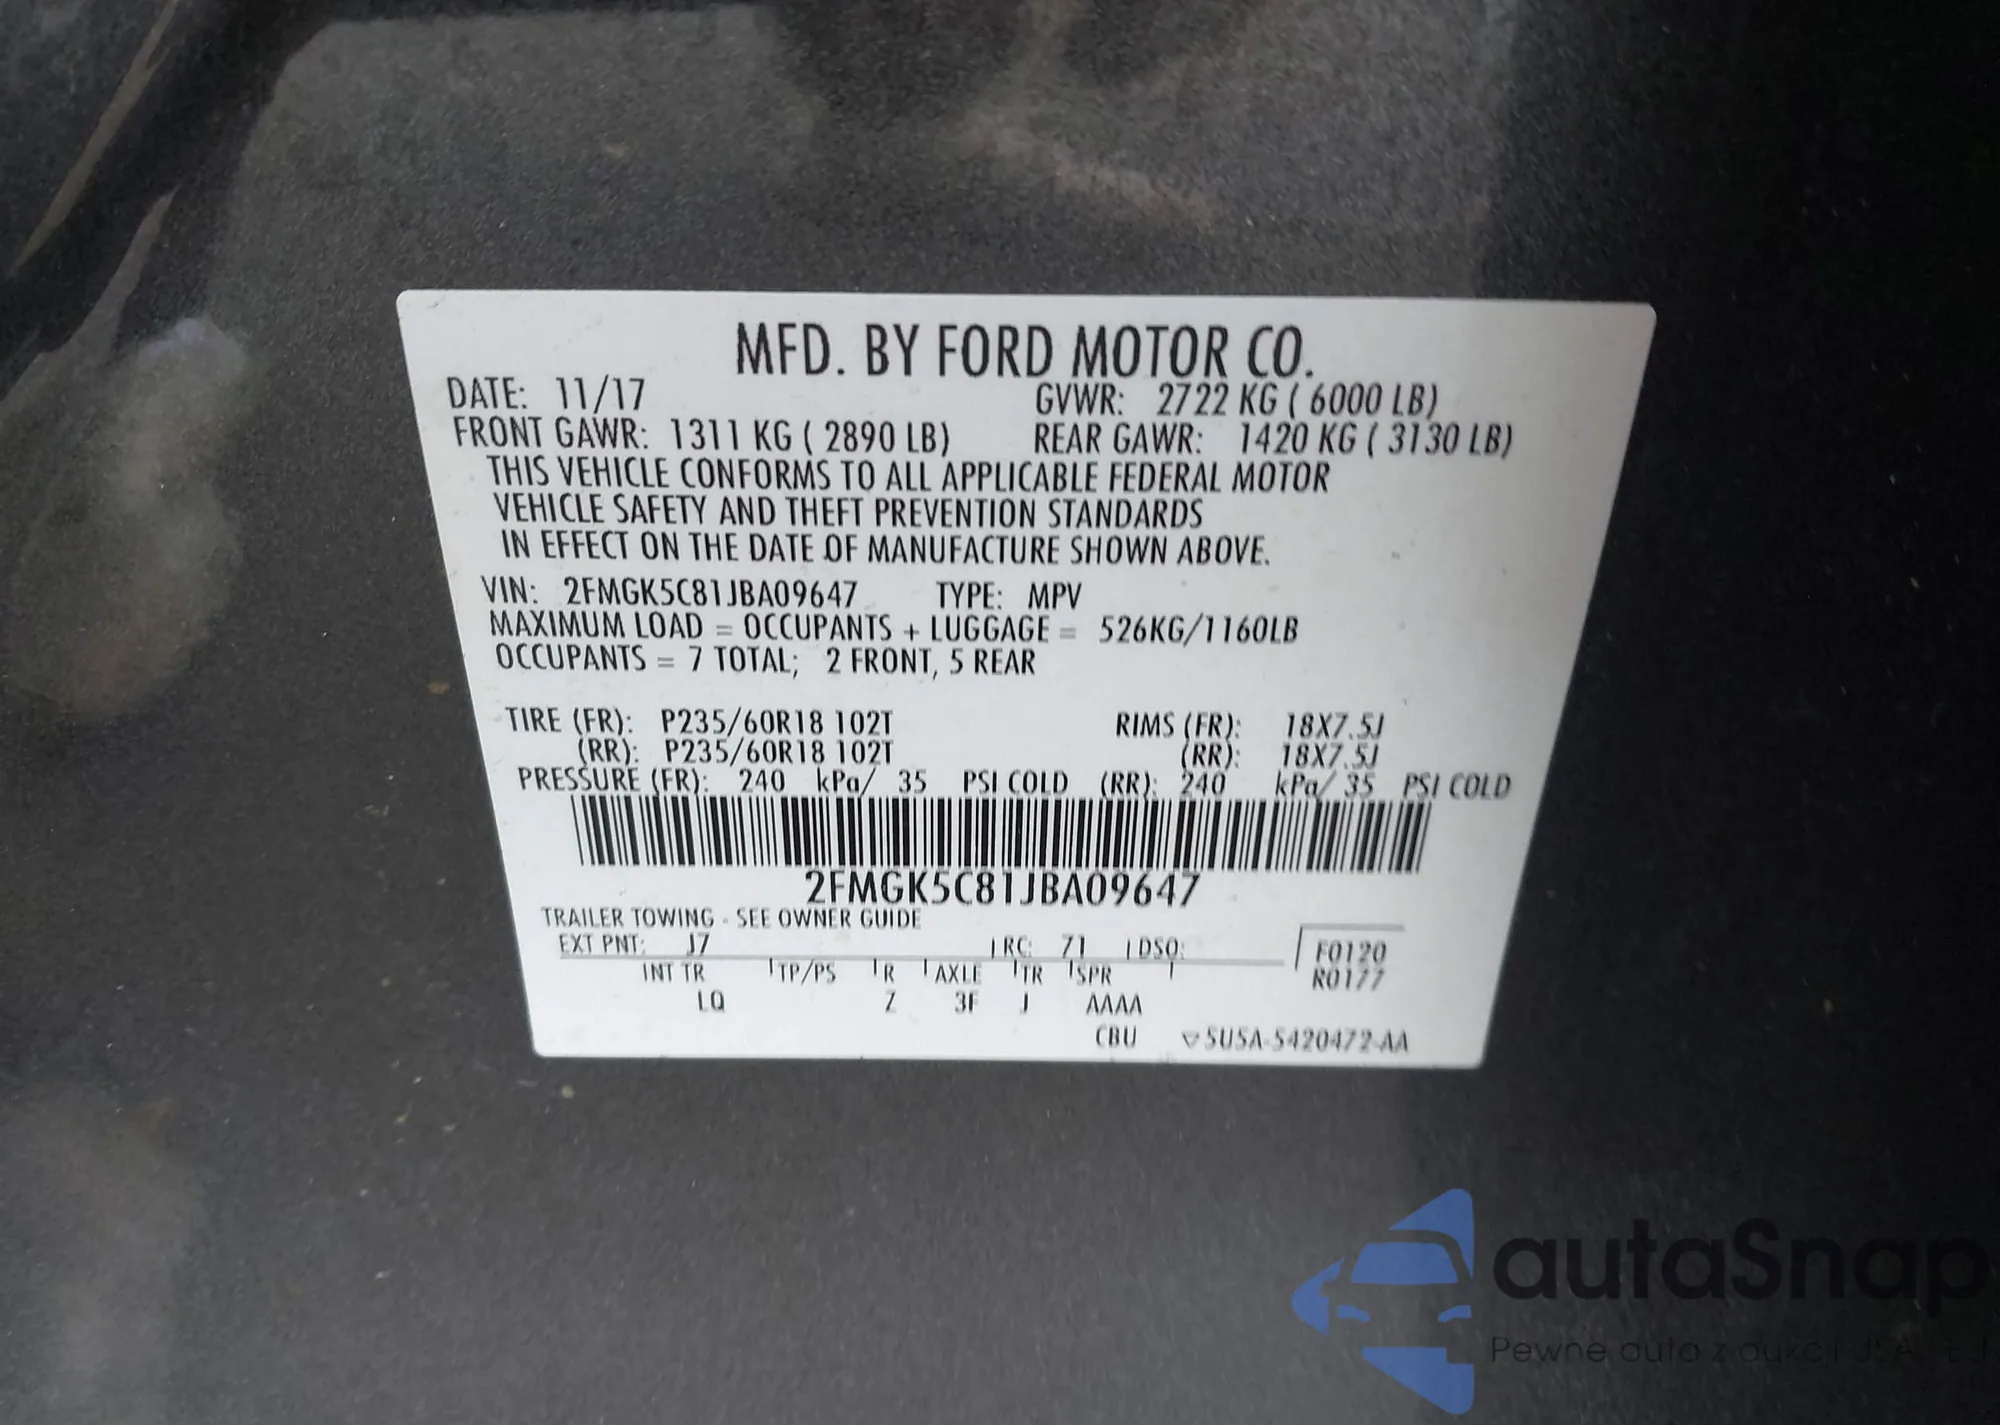 MFD. BY FORD MOTOR CO.
DATE: 11/17 GVWR: 2722 KG ( 6000 LB)
FRONT GAWR: 1311 KG ( 2890 LB) REAR GAWR: 1420 KG ( 3130 LB)
THIS VEHICLE CONFORMS TO ALL APPLICABLE FEDERAL MOTOR
VEHICLE SAFETY AND THEFT PREVENTION STANDARDS
IN EFFECT ON THE DATE OF MANUFACTURE SHOWN ABOVE.
VIN: 2FMGK5C81JBA09647 TYPE: MPV
MAXIMUM LOAD = OCCUPANTS + LUGGAGE = 526KG/1160LB
OCCUPANTS = 7 TOTAL; 2 FRONT, 5 REAR
TIRE (FR): P235/60R18 102T RIMS (FR): 18X7.5J
(RR): P235/60R18 102T (RR): 18X7.5J
PRESSURE (FR): 240 kPa/ 35 PSI COLD (RR): 240 kPa/ 35 PSI COLD
2FMGK5C81JBA09647
TRAILER TOWING - SEE OWNER GUIDE
EXT PNT: J7 RC: 71 DSO: F0120
R0177
INT TR TP/PS R AXLE TR SPR
LQ Z 3F J AAAA
CBU ▽5U5A-5420472-AA
autaSnap
Pewne auto z aukcji